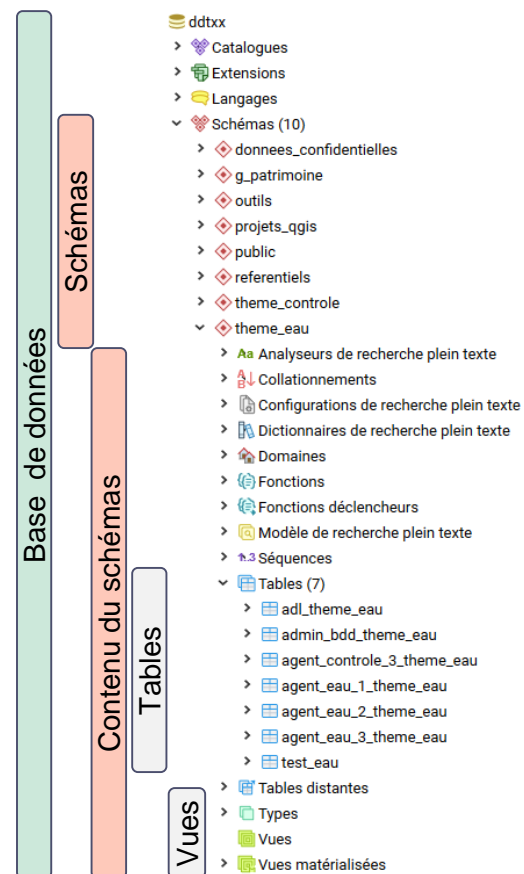 ddtxx
Catalogues
Extensions
Langages
Schémas (10)
donnees_confidentielles
g_patrimoine
outils
projets_qgis
public
referentiels
theme_controle
theme_eau
Aa Analyseurs de recherche plein texte
Collationnements
Configurations de recherche plein texte
Dictionnaires de recherche plein texte
Domaines
Fonctions
Fonctions déclencheurs
Modèle de recherche plein texte
1..3 Séquences
Tables (7)
adl_theme_eau
admin_bdd_theme_eau
agent_controle_3_theme_eau
agent_eau_1_theme_eau
agent_eau_2_theme_eau
agent_eau_3_theme_eau
test_eau
Tables distantes
Types
Vues
Vues matérialisées
Base de données
Schémas
Contenu du schémas
Tables
Vues